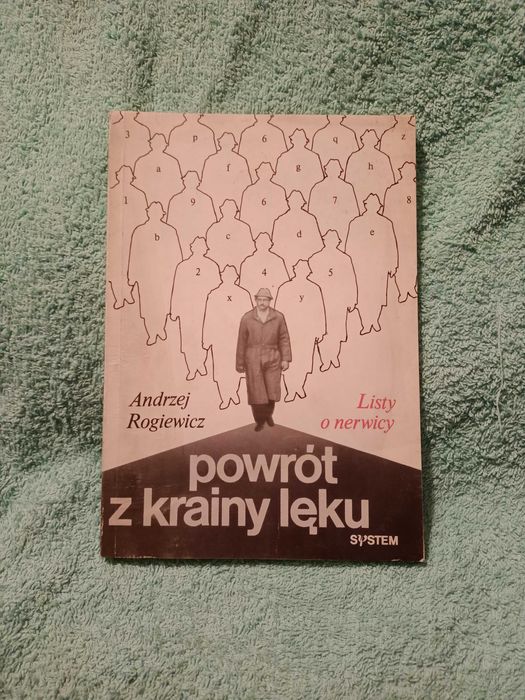 3 p 6 q z
a f g h
1 9 6 7 8
b c d e
2 4 5
x y
Andrzej
Rogiewicz
Listy
o nerwicy
powrót
z krainy lęku
SYSTEM